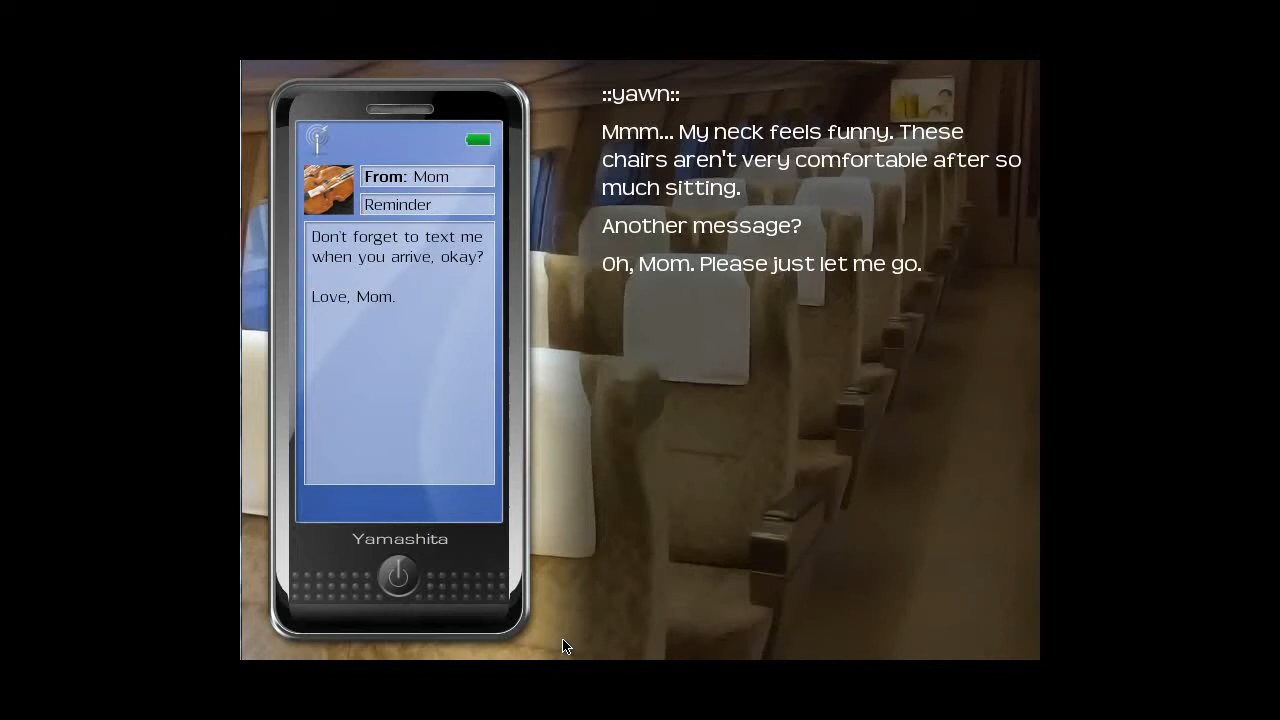 From: Mom
Reminder
Don't forget to text me
when you arrive, okay?
Love, Mom.
Yamashita
::yawn::
Mmm... My neck feels funny. These
chairs aren't very comfortable after so
much sitting.
Another message?
Oh, Mom. Please just let me go.